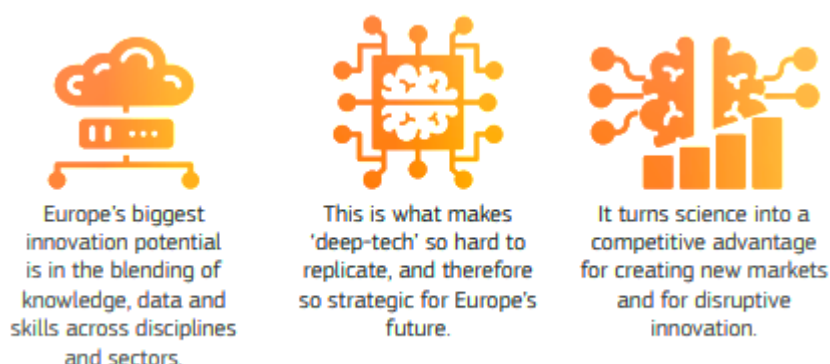 Europe's biggest
innovation potential
is in the blending of
knowledge, data and
skills across disciplines
and sectors.
This is what makes
'deep-tech' so hard to
replicate, and therefore
so strategic for Europe's
future.
It turns science into a
competitive advantage
for creating new markets
and for disruptive
innovation.